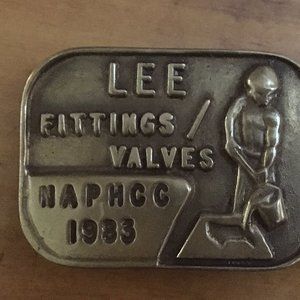 LEE
FITTINGS /
VALVES
NAPHCC
1983